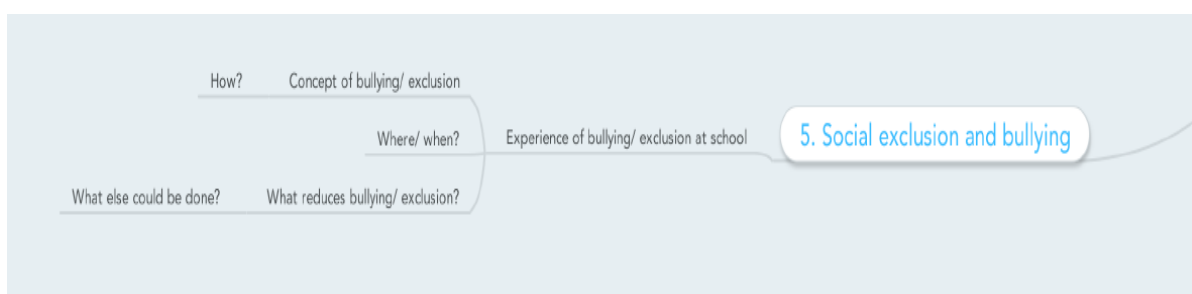 How?
Concept of bullying/ exclusion
Where/ when?
Experience of bullying/ exclusion at school
5. Social exclusion and bullying
What else could be done?
What reduces bullying/ exclusion?